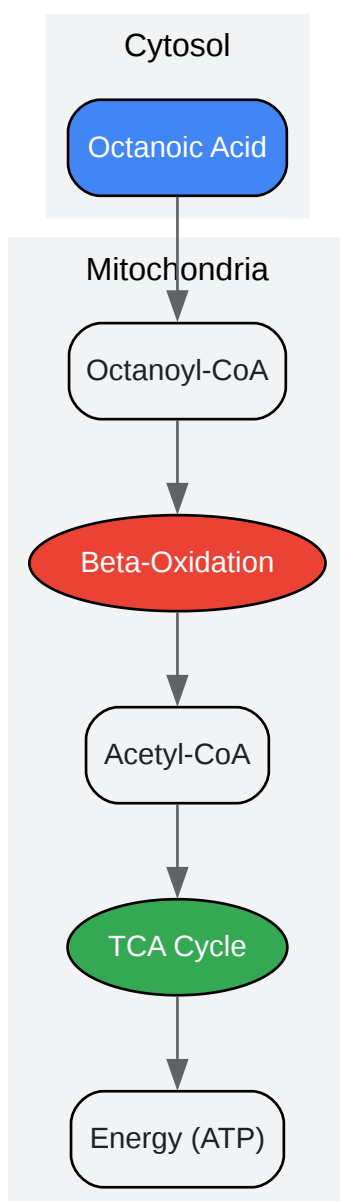 Cytosol
Octanoic Acid
Mitochondria
Octanoyl-CoA
Beta-Oxidation
Acetyl-CoA
TCA Cycle
Energy (ATP)